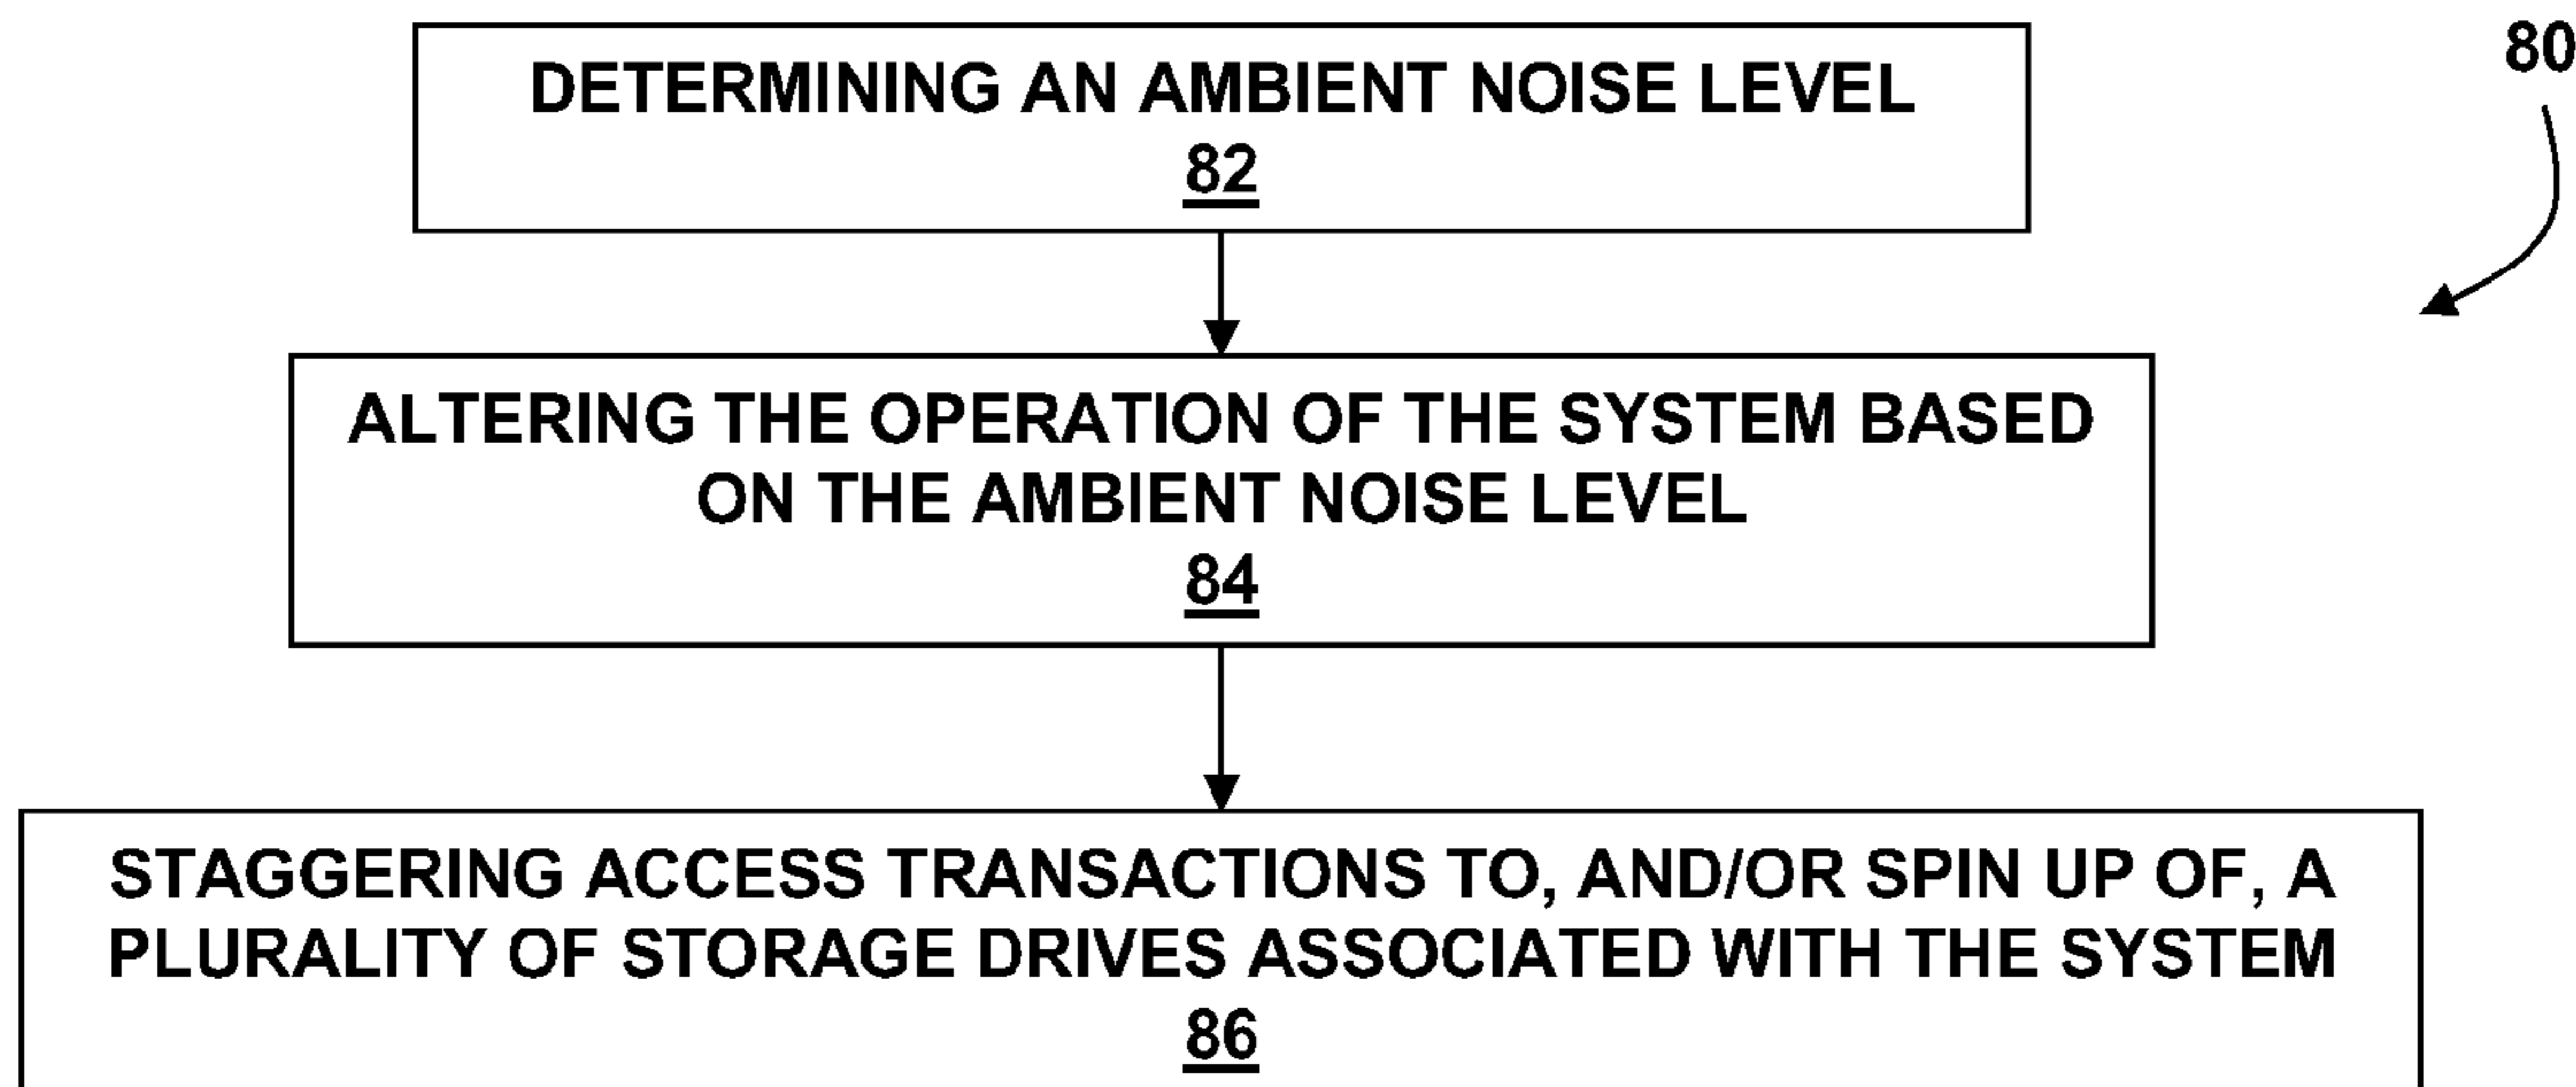 80
DETERMINING AN AMBIENT NOISE LEVEL
82
ALTERING THE OPERATION OF THE SYSTEM BASED
ON THE AMBIENT NOISE LEVEL
84
STAGGERING ACCESS TRANSACTIONS TO, AND/OR SPIN UP OF, A
PLURALITY OF STORAGE DRIVES ASSOCIATED WITH THE SYSTEM
86